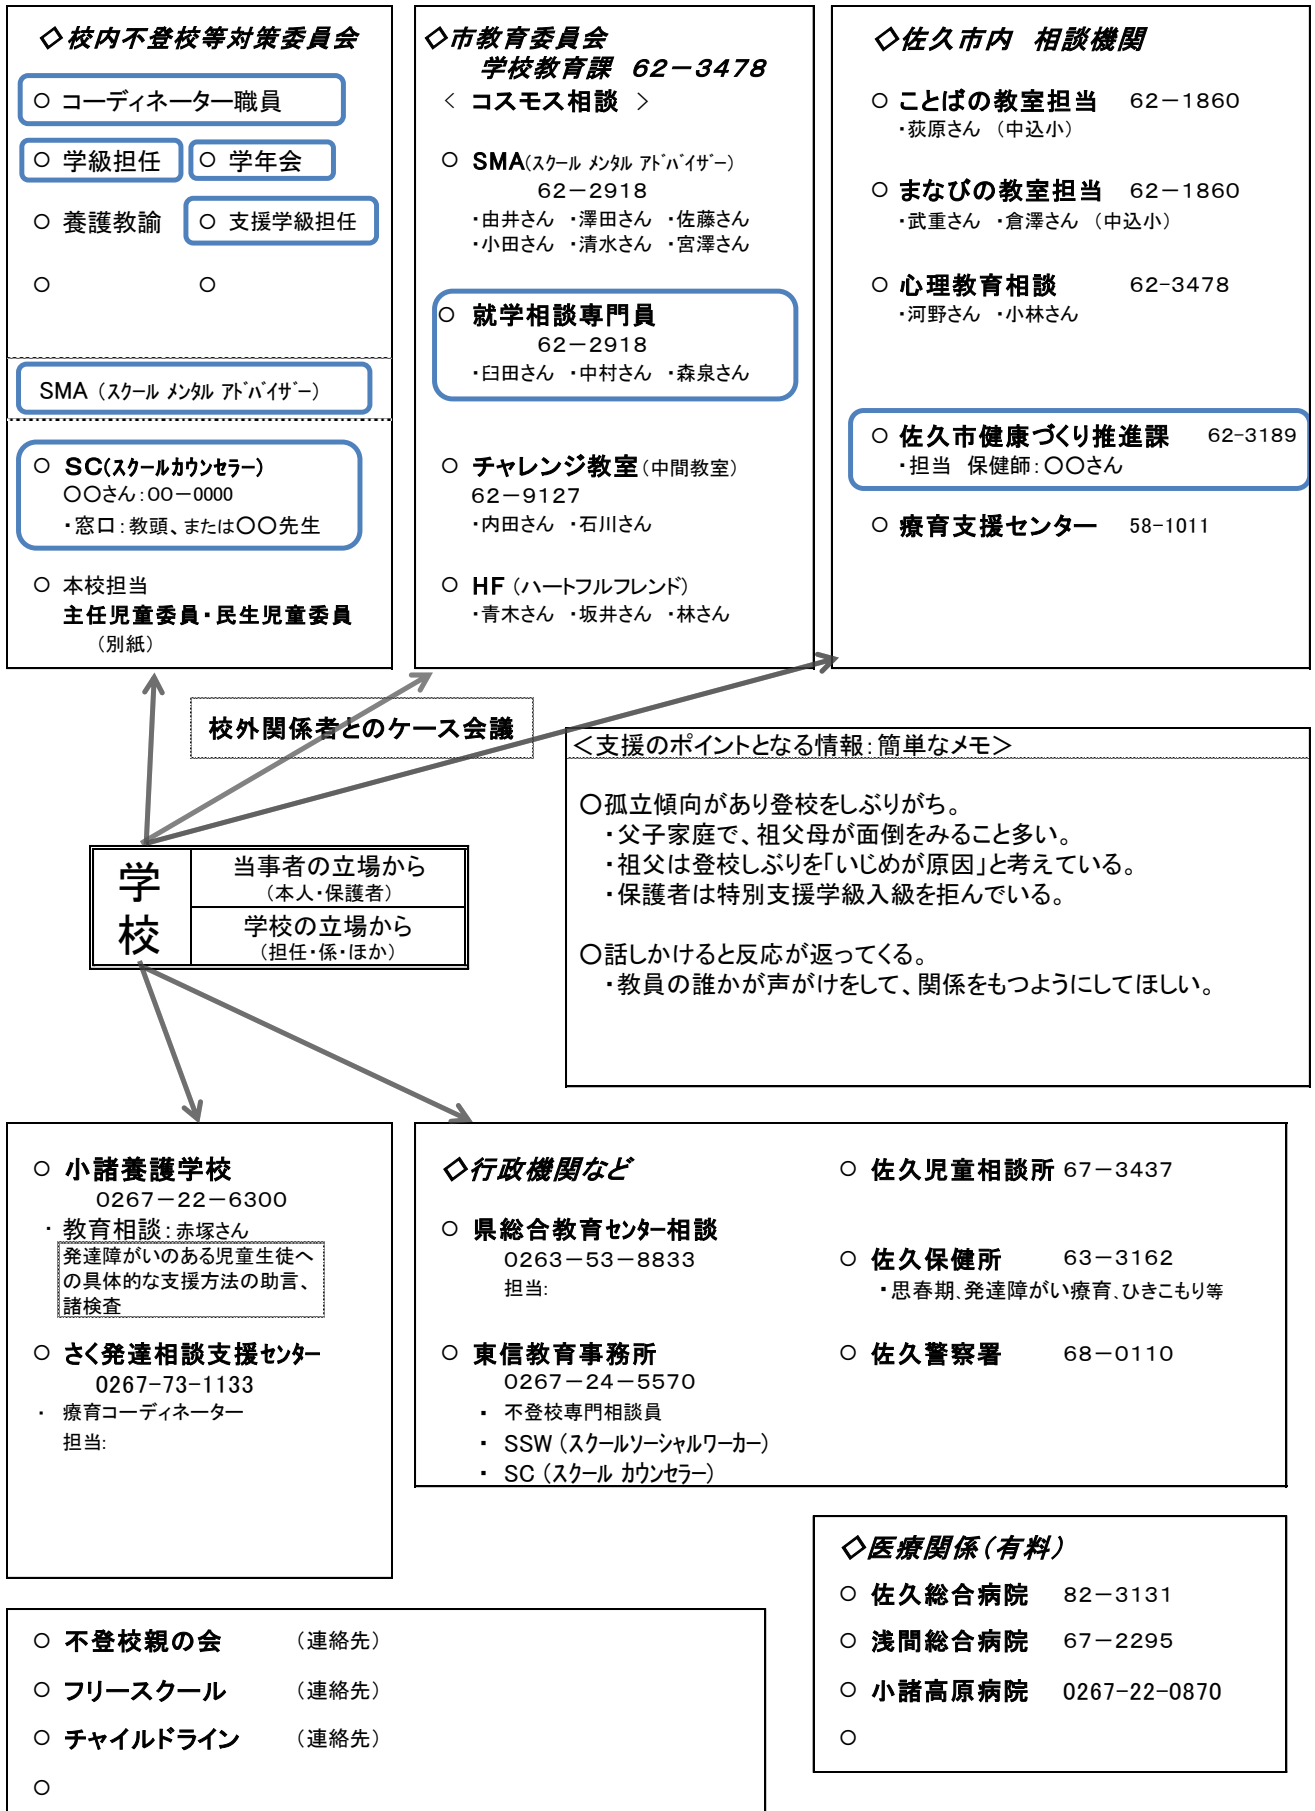 ◇校内不登校等対策委員会
○ コーディネーター職員
○ 学級担任 ○ 学年会
○ 養護教諭 ○ 支援学級担任
○ ○
SMA (スクール メンタル アドバイザー)
○ SC(スクールカウンセラー)
〇〇さん:00-0000
・窓口:教頭、または〇〇先生
○ 本校担当
主任児童委員・民生児童委員
(別紙)
◇市教育委員会
学校教育課 62-3478
< コスモス相談 >
○ SMA(スクール メンタル アドバイザー)
62-2918
・由井さん ・澤田さん ・佐藤さん
・小田さん ・清水さん ・宮澤さん
○ 就学相談専門員
62-2918
・臼田さん ・中村さん ・森泉さん
○ チャレンジ教室(中間教室)
62-9127
・内田さん ・石川さん
○ HF (ハートフルフレンド)
・青木さん ・坂井さん ・林さん
◇佐久市内 相談機関
○ ことばの教室担当 62-1860
・荻原さん (中込小)
○ まなびの教室担当 62-1860
・武重さん ・倉澤さん (中込小)
○ 心理教育相談 62-3478
・河野さん ・小林さん
○ 佐久市健康づくり推進課 62-3189
・担当 保健師:〇〇さん
○ 療育支援センター 58-1011
校外関係者とのケース会議
学校
当事者の立場から
(本人・保護者)
学校の立場から
(担任・係・ほか)
<支援のポイントとなる情報:簡単なメモ>
〇孤立傾向があり登校をしぶりがち。
・父子家庭で、祖父母が面倒をみること多い。
・祖父は登校しぶりを「いじめが原因」と考えている。
・保護者は特別支援学級入級を拒んでいる。
〇話しかけると反応が返ってくる。
・教員の誰かが声がけをして、関係をもつようにしてほしい。
○ 小諸養護学校
0267-22-6300
・ 教育相談:赤塚さん
発達障がいのある児童生徒へ
の具体的な支援方法の助言、
諸検査
○ さく発達相談支援センター
0267-73-1133
・ 療育コーディネーター
担当:
◇行政機関など
○ 県総合教育センター相談
0263-53-8833
担当:
○ 東信教育事務所
0267-24-5570
・ 不登校専門相談員
・ SSW (スクールソーシャルワーカー)
・ SC (スクール カウンセラー)
○ 佐久児童相談所 67-3437
○ 佐久保健所 63-3162
・思春期、発達障がい療育、ひきこもり等
○ 佐久警察署 68-0110
◇医療関係(有料)
○ 佐久総合病院 82-3131
○ 浅間総合病院 67-2295
○ 小諸高原病院 0267-22-0870
○
○ 不登校親の会 (連絡先)
○ フリースクール (連絡先)
○ チャイルドライン (連絡先)
○